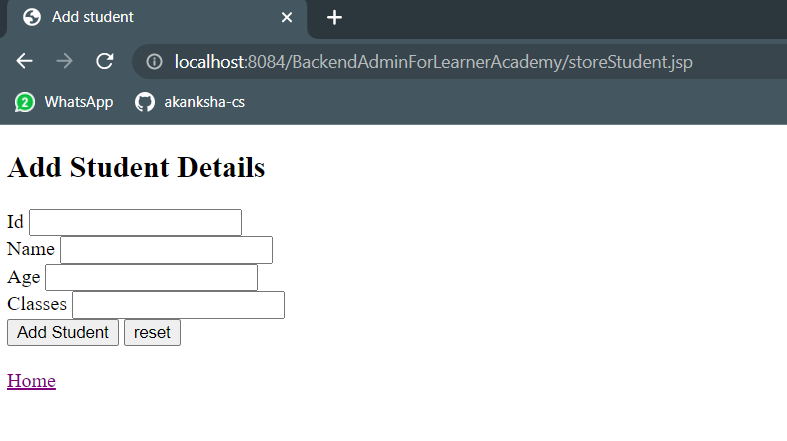 Add student
localhost:8084/BackendAdminForLearnerAcademy/storeStudent.jsp
2 WhatsApp akanksha-cs
Add Student Details
Id
Name
Age
Classes
Add Student reset
Home